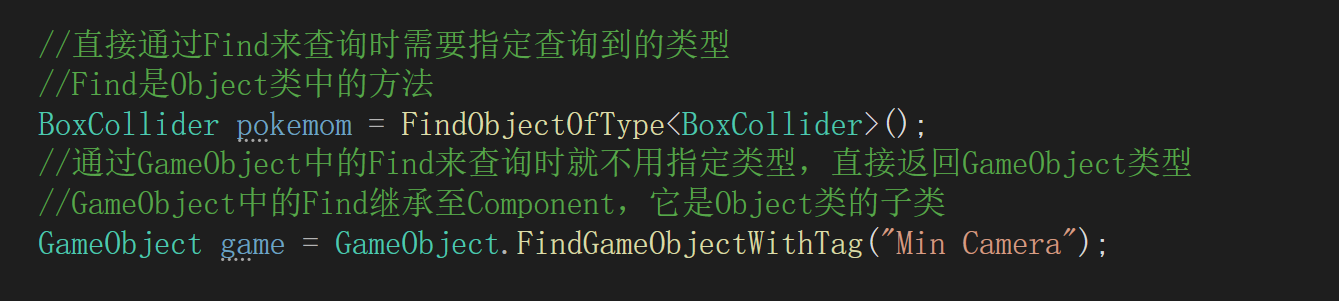 //直接通过Find来查询时需要指定查询到的类型
//Find是Object类中的方法
BoxCollider pokemom = FindObjectOfType<BoxCollider>();
//通过GameObject中的Find来查询时就不用指定类型，直接返回GameObject类型
//GameObject中的Find继承至Component，它是Object类的子类
GameObject game = GameObject.FindGameObjectWithTag("Min Camera");